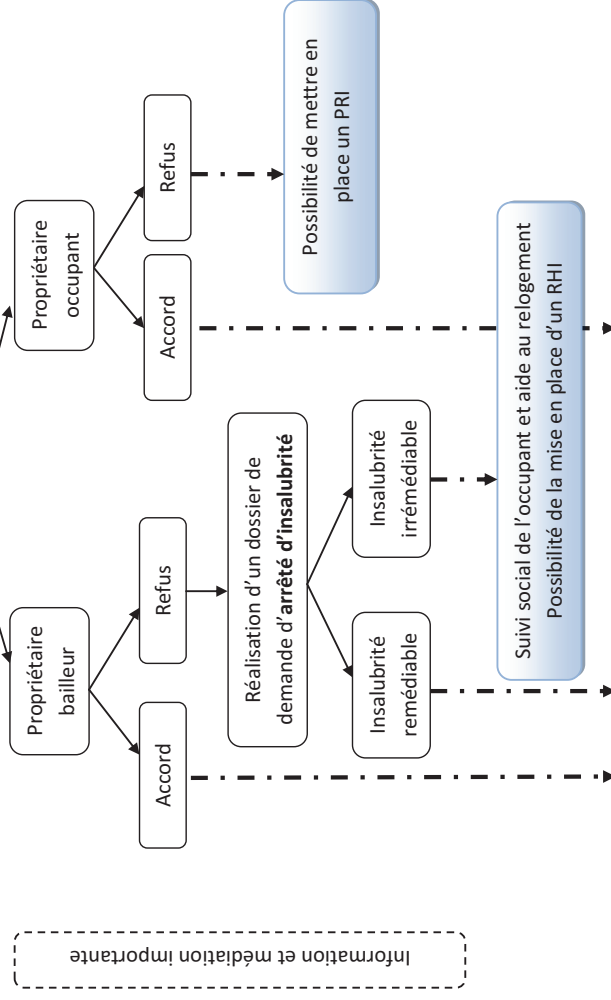 Information et médiation importante
Propriétaire
bailleur
Propriétaire
occupant
Accord
Refus
Accord
Refus
Réalisation d'un dossier de
demande d'arrêté d'insalubrité
Possibilité de mettre en
place un PRI
Insalubrité
remédiable
Insalubrité
irrémédiable
Suivi social de l'occupant et aide au relogement
Possibilité de la mise en place d'un RHI